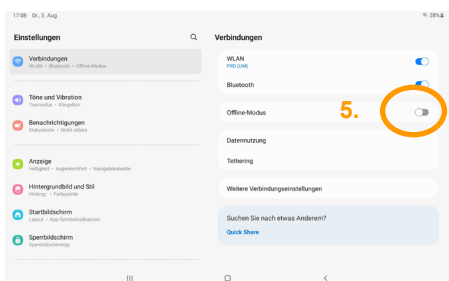 17:08 Di., 2. Aug.
28%
Einstellungen
Verbindungen
WLAN • Bluetooth • Offline-Modus
Töne und Vibration
Tonmodus • Klingelton
Benachrichtigungen
Statusleiste • Nicht stören
Anzeige
Helligkeit • Augenkomfort • Navigationsleiste
Hintergrundbild und Stil
Hintergr. • Farbpalette
Startbildschirm
Layout • App-Symbolindikatoren
Sperrbildschirm
Sperrbildschirmtyp
Verbindungen
WLAN
Bluetooth
Offline-Modus
5.
Datennutzung
Tethering
Weitere Verbindungseinstellungen
Suchen Sie nach etwas Anderem?
Quick Share